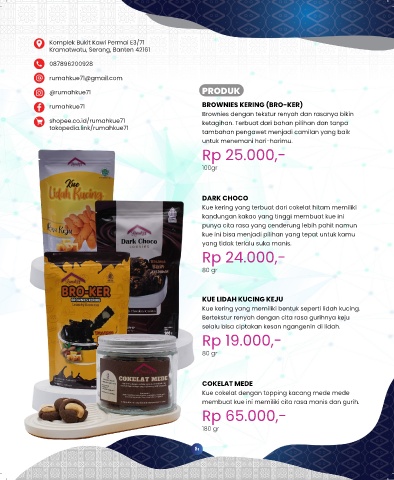 Komplek Bukit Kawi Permai E3/71
Kramatwatu, Serang, Banten 42161
087896200928
rumahkue71@gmail.com
@rumahkue71
rumahkue71
shopee.co.id/rumahkue71
tokopedia.link/rumahkue71
PRODUK
BROWNIES KERING (BRO-KER)
Brownies dengan tekstur renyah dan rasanya bikin
ketagihan. Terbuat dari bahan pilihan dan tanpa
tambahan pengawet menjadi camilan yang baik
untuk menemani hari-harimu.
Rp 25.000,-
100gr
DARK CHOCO
Kue kering yang terbuat dari cokelat hitam memiliki
kandungan kakao yang tinggi membuat kue ini
punya cita rasa yang cenderung lebih pahit namun
kue ini bisa menjadi pilihan yang tepat untuk kamu
yang tidak terlalu suka manis.
Rp 24.000,-
80 gr
KUE LIDAH KUCING KEJU
Kue kering yang memiliki bentuk seperti lidah kucing.
Bertekstur renyah dengan cita rasa gurihnya keju
selalu bisa ciptakan kesan ngangenin di lidah.
Rp 19.000,-
80 gr
COKELAT MEDE
Kue cokelat dengan topping kacang mede mede
membuat kue ini memiliki cita rasa manis dan gurih.
Rp 65.000,-
180 gr
Kue
Lidah Kucing
Dark Choco
COOKIES
BRO-KER
BROWNIES KERING
COKELAT MEDE